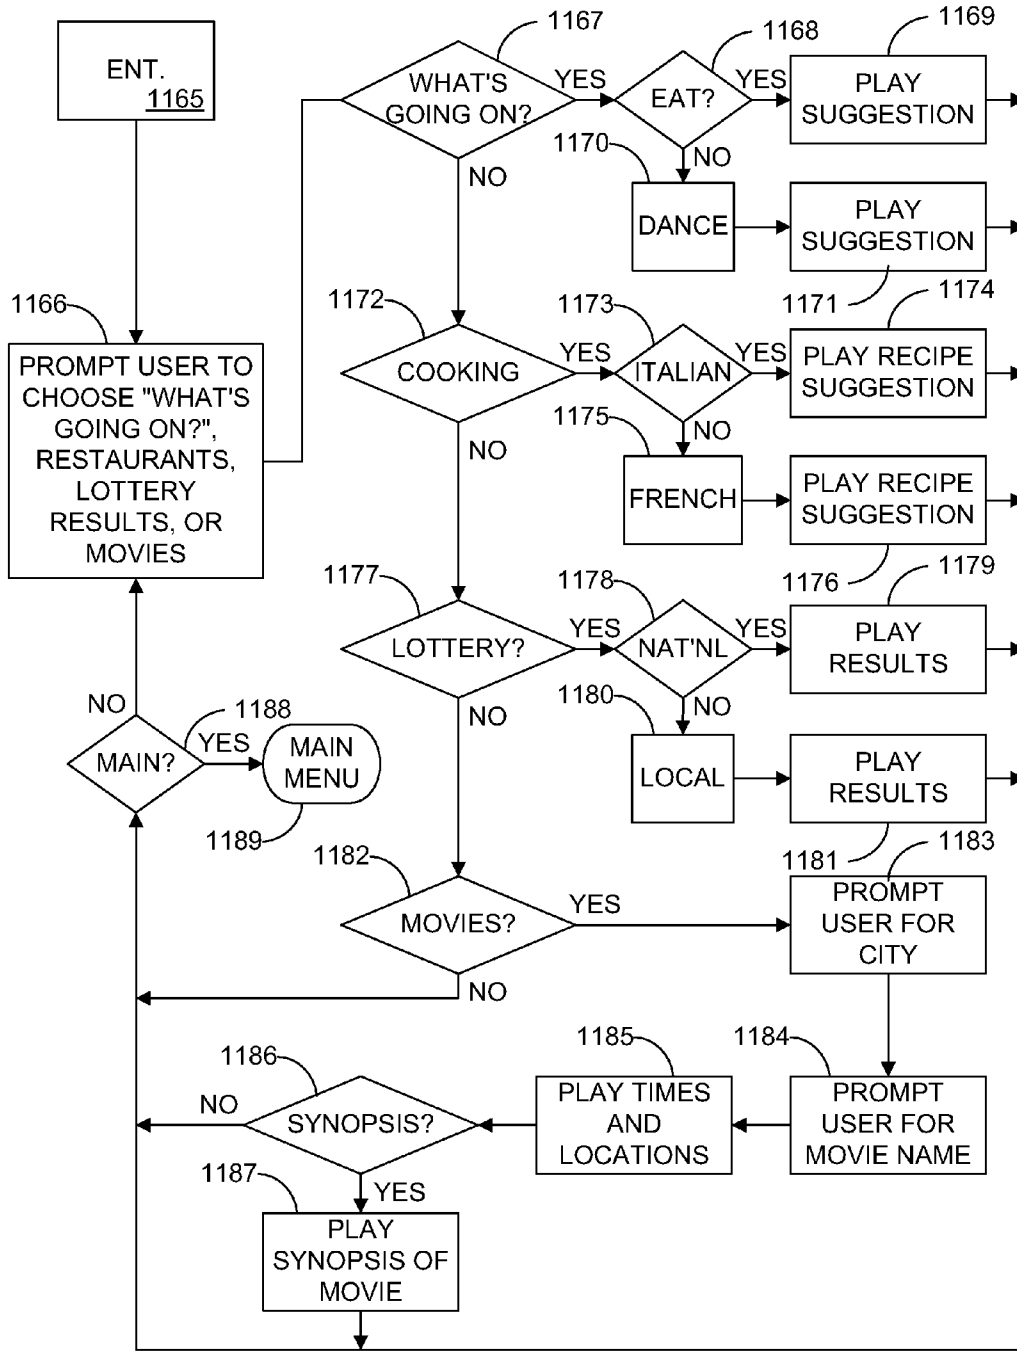 ENT.
1165
1166
PROMPT USER TO
CHOOSE "WHAT'S
GOING ON?",
RESTAURANTS,
LOTTERY
RESULTS, OR
MOVIES
1167
WHAT'S
GOING ON?
YES
NO
1168
EAT?
YES
NO
1169
PLAY
SUGGESTION
1170
DANCE
PLAY
SUGGESTION
1171
1172
COOKING
YES
NO
1173
ITALIAN
YES
NO
1174
PLAY RECIPE
SUGGESTION
1175
FRENCH
PLAY RECIPE
SUGGESTION
1176
1177
LOTTERY?
YES
NO
1178
NAT'NL
YES
NO
1179
PLAY
RESULTS
1180
LOCAL
PLAY
RESULTS
1181
NO
1188
MAIN?
YES
MAIN
MENU
1189
1182
MOVIES?
YES
NO
1183
PROMPT
USER FOR
CITY
1184
PROMPT
USER FOR
MOVIE NAME
1185
PLAY TIMES
AND
LOCATIONS
1186
NO
SYNOPSIS?
YES
1187
PLAY
SYNOPSIS OF
MOVIE